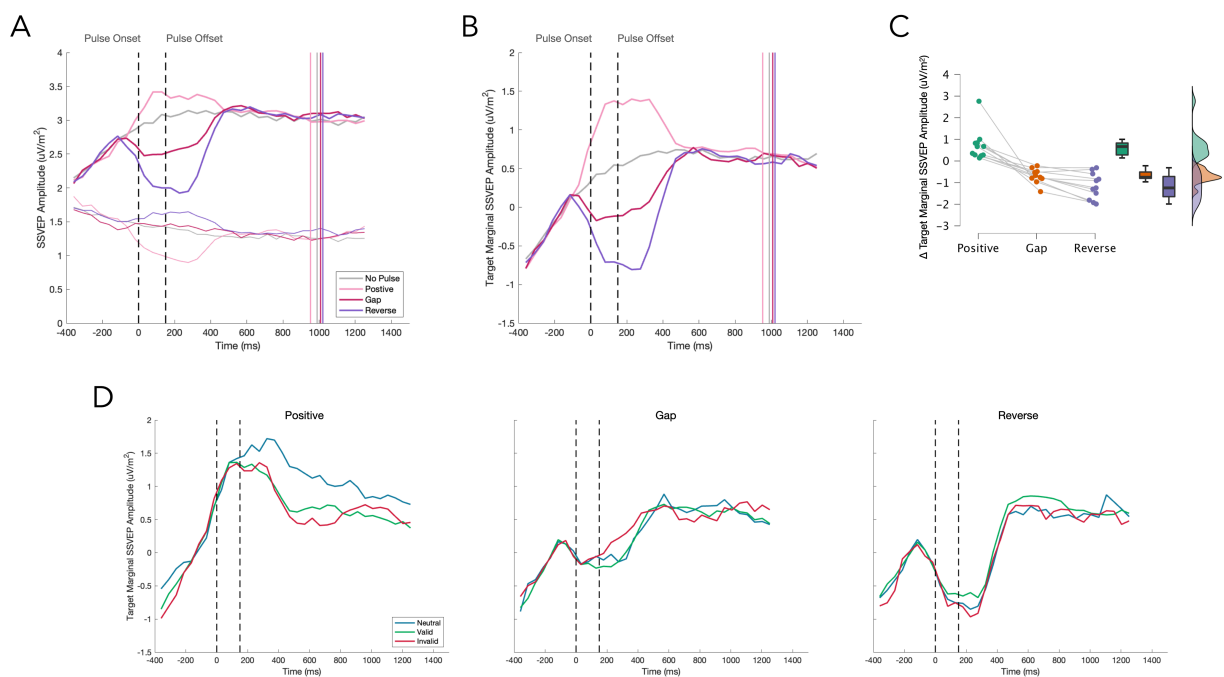 A
Pulse Onset
Pulse Offset
SSVEP Amplitude (uV/m²)
4
3.5
3
2.5
2
1.5
1
0.5
0
-400
-200
0
200
400
600
800
1000
1200
1400
Time (ms)
No Pulse
Postive
Gap
Reverse
B
Pulse Onset
Pulse Offset
Target Marginal SSVEP Amplitude (uV/m²)
2
1.5
1
0.5
0
-0.5
-1
-1.5
-400
-200
0
200
400
600
800
1000
1200
1400
Time (ms)
C
Δ Target Marginal SSVEP Amplitude (uV/m²)
4
3
2
1
0
−1
−2
−3
Positive
Gap
Reverse
D
Positive
Target Marginal SSVEP Amplitude (uV/m²)
2
1.5
1
0.5
0
-0.5
-1
-1.5
-400
-200
0
200
400
600
800
1000
1200
1400
Time (ms)
Neutral
Valid
Invalid
Gap
-400
-200
0
200
400
600
800
1000
1200
1400
Time (ms)
Reverse
-400
-200
0
200
400
600
800
1000
1200
1400
Time (ms)